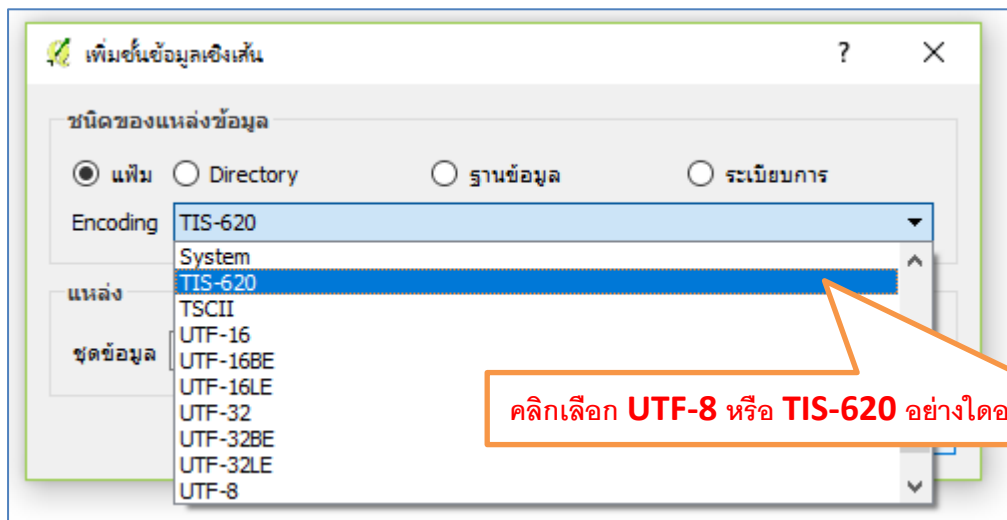 เพิ่มชั้นข้อมูลเชิงเส้น ?
ชนิดของแหล่งข้อมูล
แฟ้ม Directory ฐานข้อมูล ระเบียบการ
Encoding TIS-620
System
TIS-620
แหล่ง
TSCII
UTF-16
ชุดข้อมูล
UTF-16BE
UTF-16LE
คลิกเลือก UTF-8 หรือ TIS-620 อย่างใดอ
UTF-32
UTF-32BE
UTF-32LE
UTF-8